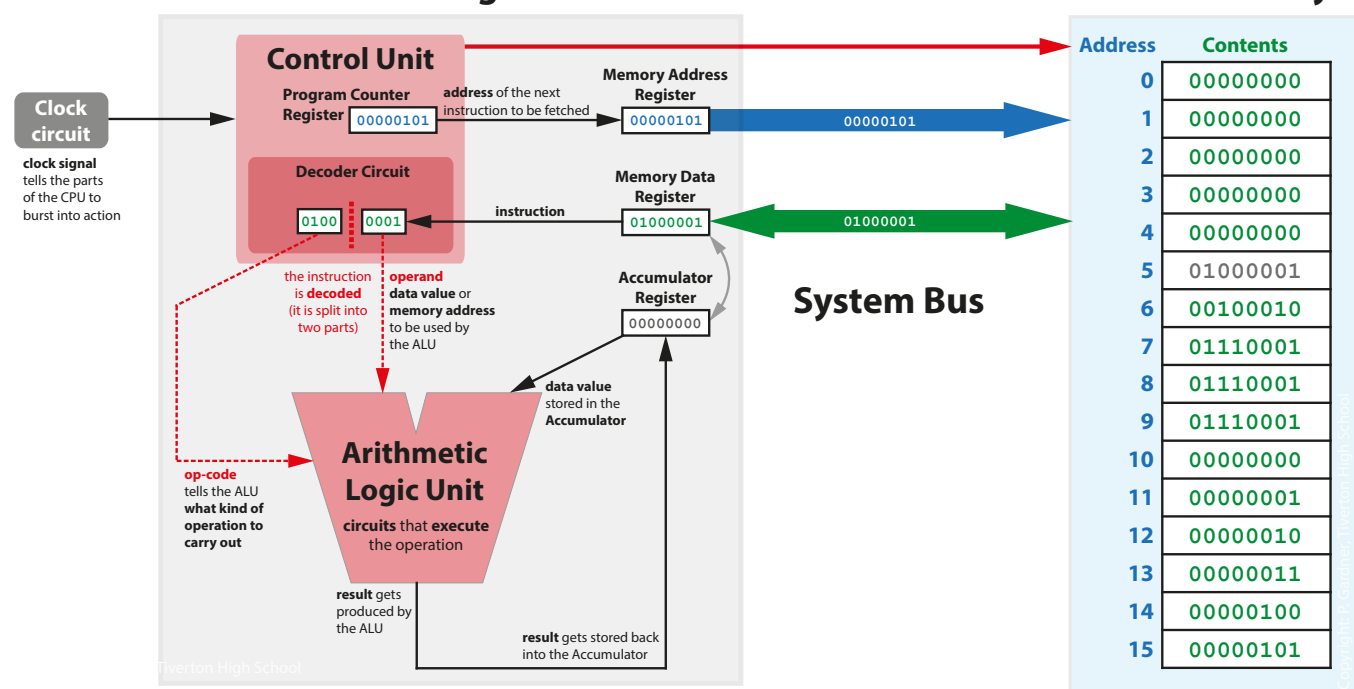 Control Unit
Program Counter
Register
00000101
address of the next
instruction to be fetched
Memory Address
Register
00000101
00000101
Clock
circuit
clock signal
tells the parts
of the CPU to
burst into action
Decoder Circuit
0100
0001
instruction
Memory Data
Register
01000001
01000001
the instruction
is decoded
(it is split into
two parts)
operand
data value or
memory address
to be used by
the ALU
Accumulator
Register
00000000
System Bus
data value
stored in the
Accumulator
Arithmetic
Logic Unit
circuits that execute
the operation
op-code
tells the ALU
what kind of
operation to
carry out
result gets
produced by
the ALU
result gets stored back
into the Accumulator
Tiverton High School
Address Contents
0 00000000
1 00000000
2 00000000
3 00000000
4 00000000
5 01000001
6 00100010
7 01110001
8 01110001
9 01110001
10 00000000
11 00000001
12 00000010
13 00000011
14 00000100
15 00000101
Copyright: P. Gardner, Tiverton High School